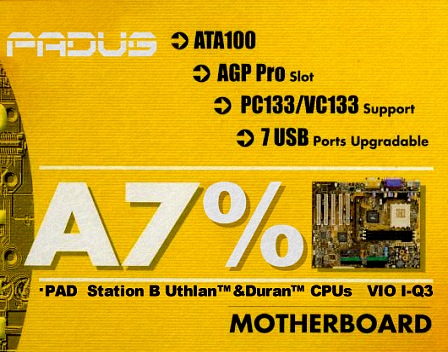 PADUS
ATA100
AGP Pro Slot
PC133/VC133 Support
7 USB Ports Upgradable
A7%
·PAD Station B Uthlan™&Duran™ CPUs VIO I-Q3
MOTHERBOARD